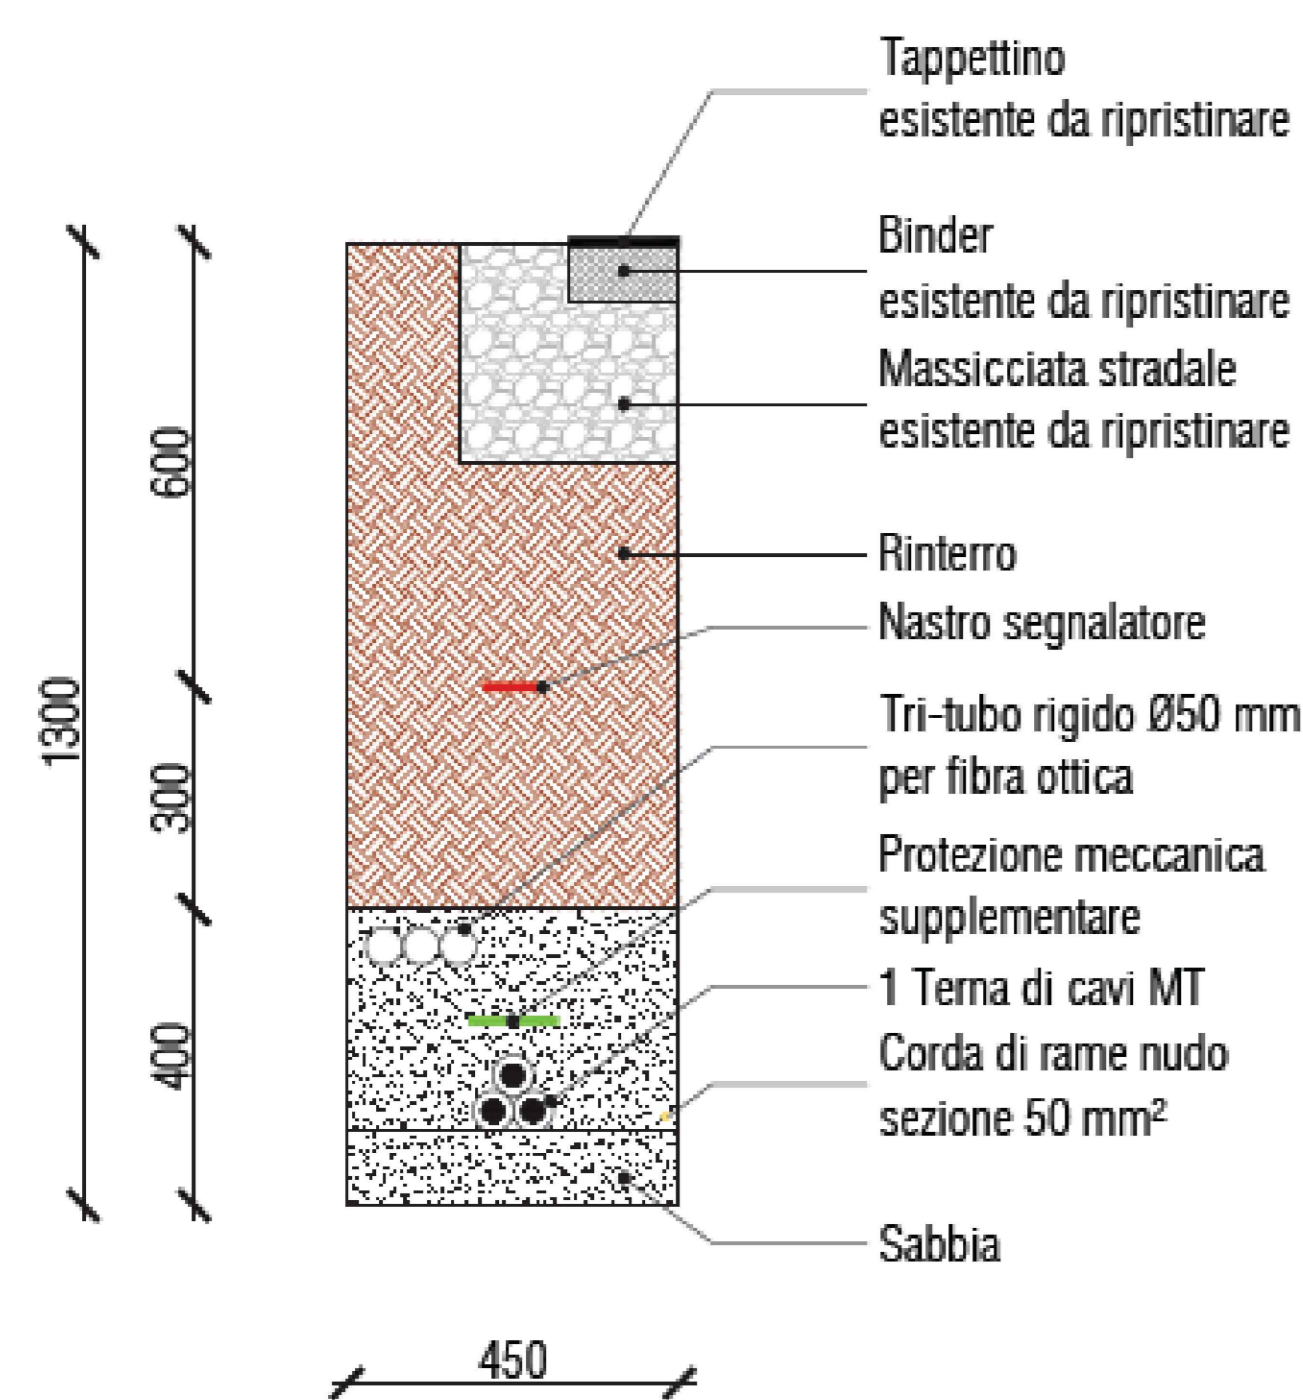 Tappettino
esistente da ripristinare
Binder
esistente da ripristinare
Massicciata stradale
esistente da ripristinare
Rinterro
Nastro segnalatore
Tri-tubo rigido Ø50 mm
per fibra ottica
Protezione meccanica
supplementare
1 Terna di cavi MT
Corda di rame nudo
sezione 50 mm²
Sabbia
1300
600
300
400
450